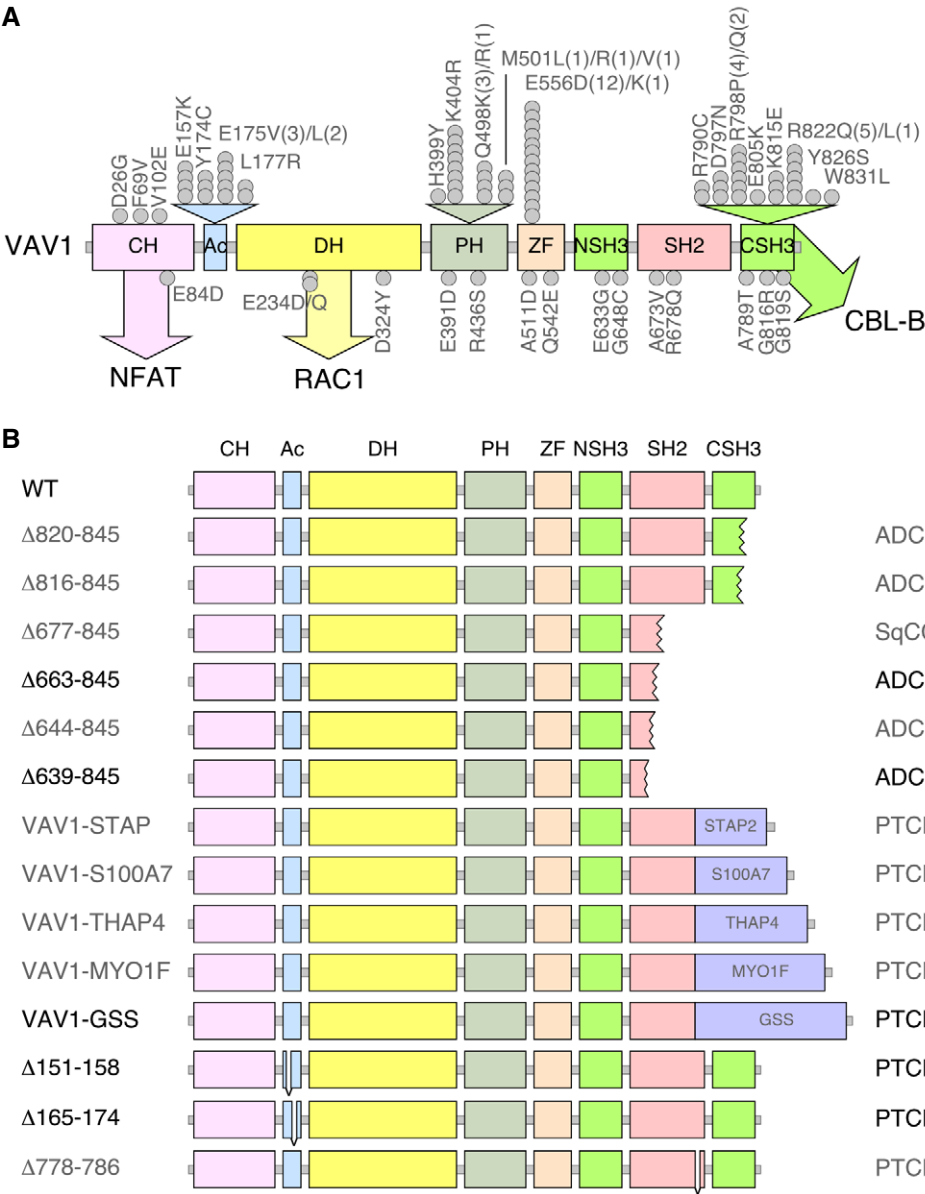 A
D26G
F69V
V102E
E157K
Y174C
E175V(3)/L(2)
L177R
H399Y
K404R
Q498K(3)/R(1)
M501L(1)/R(1)/V(1)
E556D(12)/K(1)
R790C
D797N
R798P(4)/Q(2)
E805K
K815E
R822Q(5)/L(1)
Y826S
W831L
VAV1 CH Ac DH PH ZF NSH3 SH2 CSH3
E84D
E234D/Q
D324Y
E391D
R436S
A511D
Q542E
E633G
G648C
A673V
R678Q
A789T
G816R
G819S
CBL-B
NFAT
RAC1
B
CH Ac DH PH ZF NSH3 SH2 CSH3
WT
Δ820-845 ADC
Δ816-845 ADC
Δ677-845
Δ663-845 ADC
Δ644-845 ADC
Δ639-845 ADC
VAV1-STAP STAP2
VAV1-S100A7 S100A7
VAV1-THAP4 THAP4
VAV1-MYO1F MYO1F
VAV1-GSS GSS
Δ151-158
Δ165-174
Δ778-786